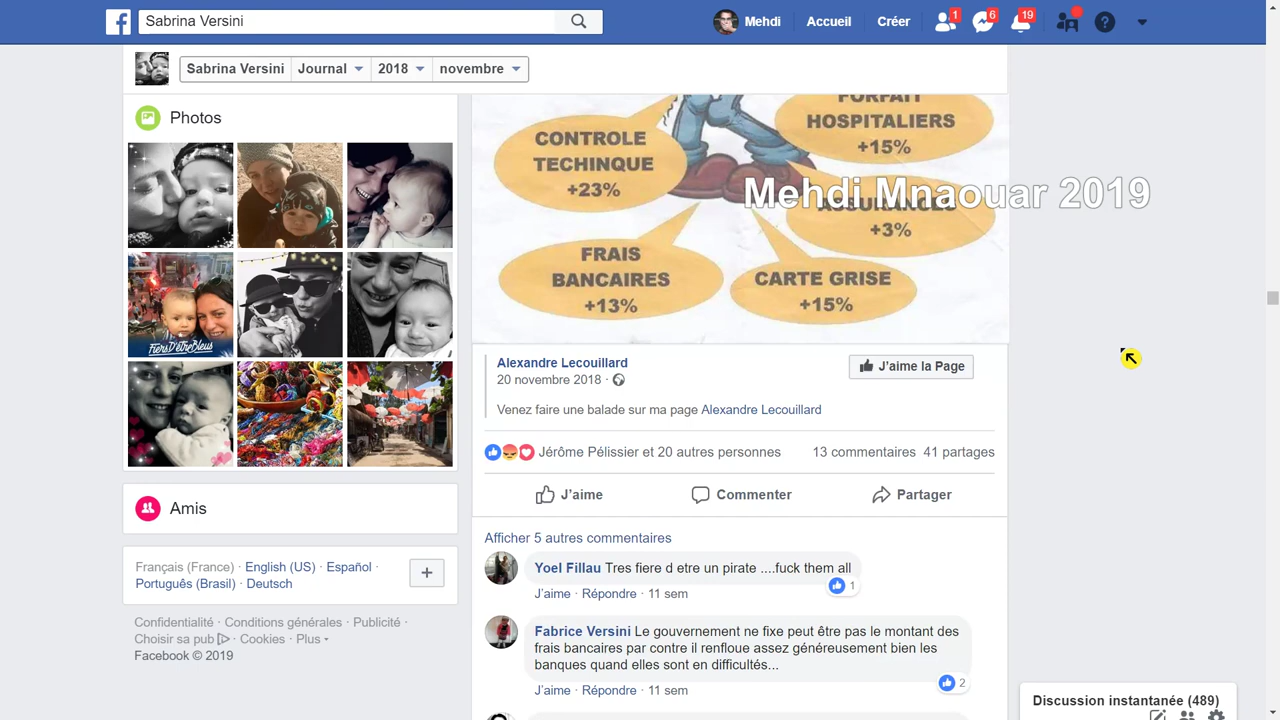 Sabrina Versini
Mehdi
Accueil
Créer
1
6
19
Sabrina Versini
Journal
2018
novembre
Photos
FIERS D'ÊTRE BLEUS
Amis
Français (France) · English (US) · Español ·
Português (Brasil) · Deutsch
+
Confidentialité · Conditions générales · Publicité ·
Choisir sa pub · Cookies · Plus
Facebook © 2019
CONTROLE
TECHINQUE
+23%
FORFAIT
HOSPITALIERS
+15%
Mehdi Mnaouar 2019
+3%
FRAIS
BANCAIRES
+13%
CARTE GRISE
+15%
Alexandre Lecouillard
20 novembre 2018 ·
J'aime la Page
Venez faire une balade sur ma page Alexandre Lecouillard
Jérôme Pélissier et 20 autres personnes
13 commentaires 41 partages
J'aime
Commenter
Partager
Afficher 5 autres commentaires
Yoel Fillau Tres fiere d etre un pirate ....fuck them all
1
J'aime · Répondre · 11 sem
Fabrice Versini Le gouvernement ne fixe peut être pas le montant des
frais bancaires par contre il renfloue assez généreusement bien les
banques quand elles sont en difficultés...
2
J'aime · Répondre · 11 sem
Discussion instantanée (489)